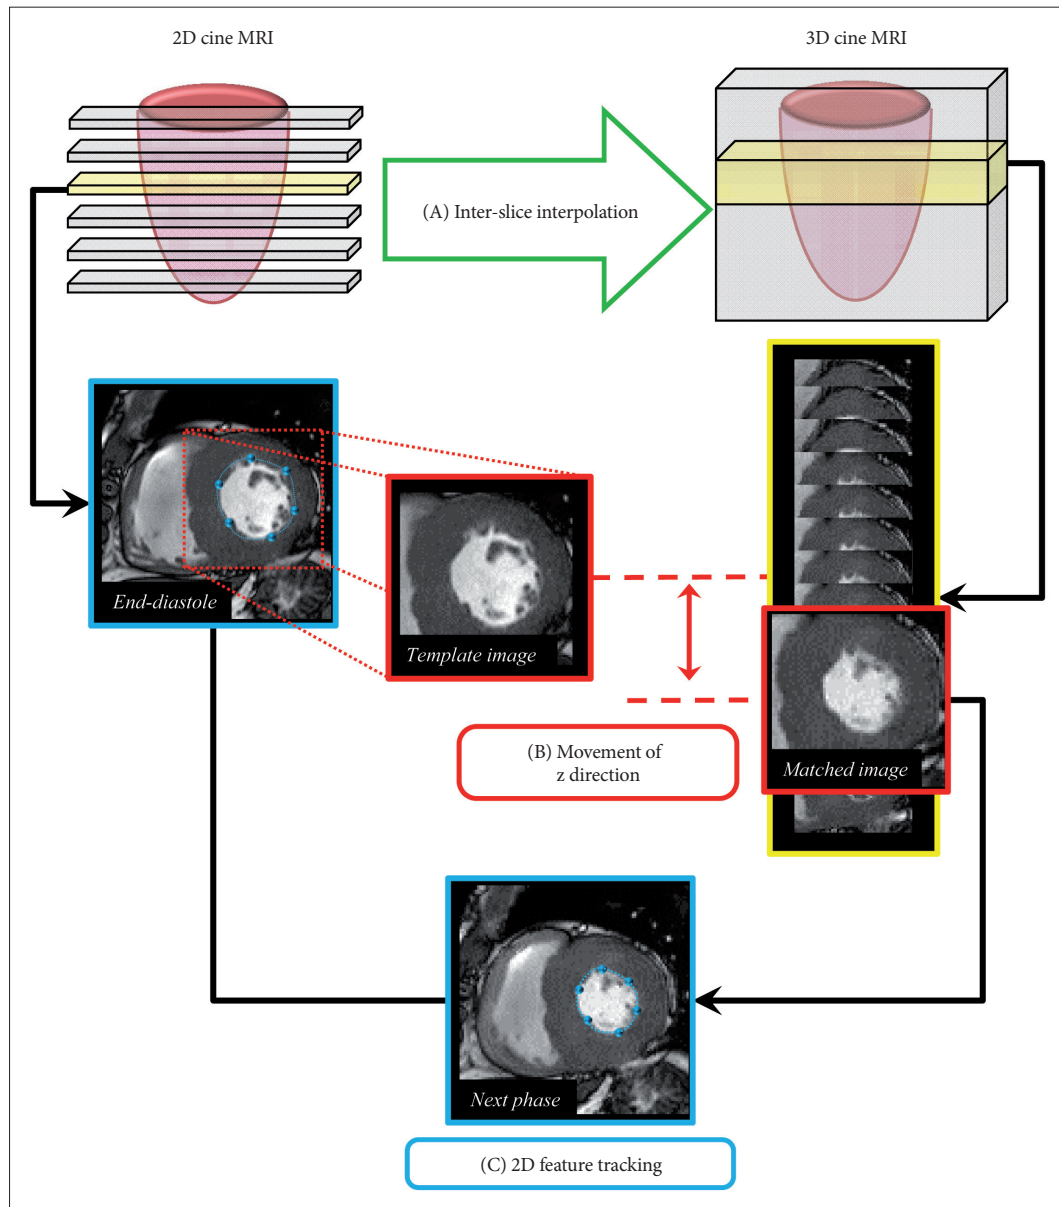 2D cine MRI
3D cine MRI
(A) Inter-slice interpolation
End-diastole
Template image
(B) Movement of
z direction
Matched image
Next phase
(C) 2D feature tracking